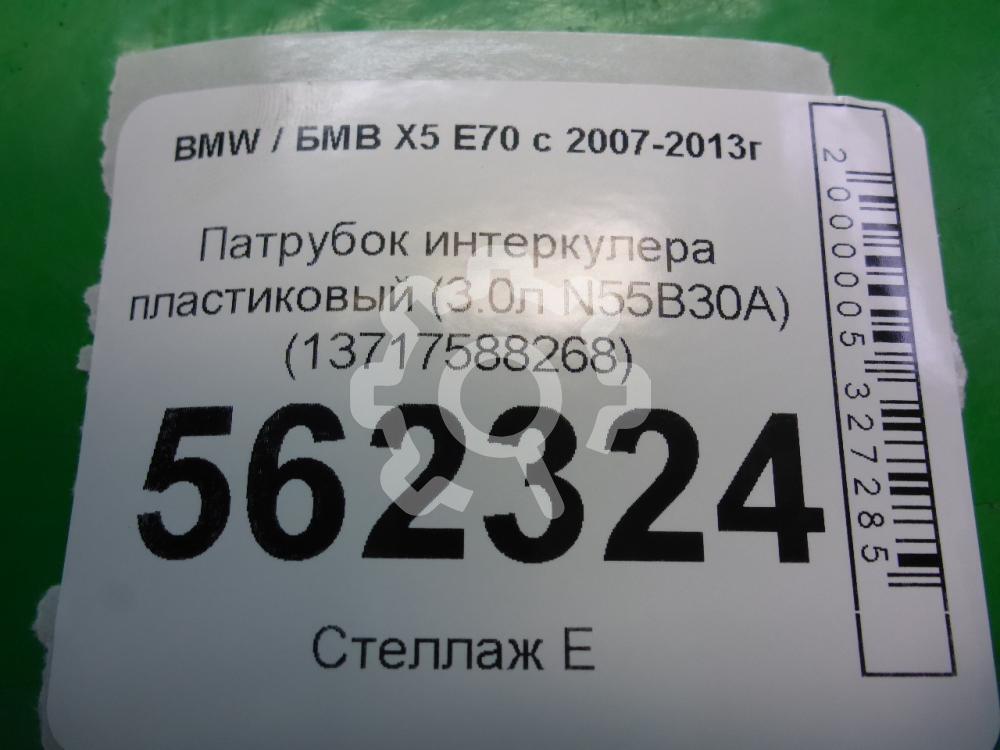 BMW / БМВ X5 E70 с 2007-2013г
Патрубок интеркулера
пластиковый (3.0л N55B30A)
(13717588268)
562324
Стеллаж E
2000005327285